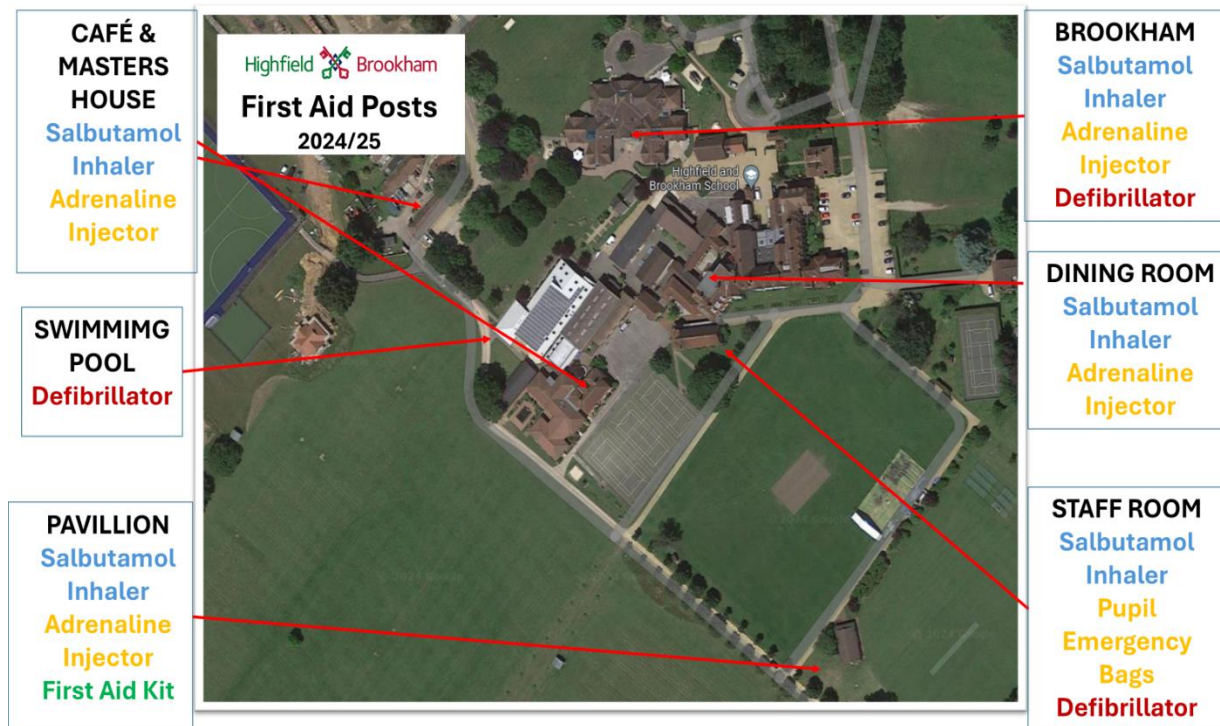 CAFÉ &
MASTERS
HOUSE
Salbutamol
Inhaler
Adrenaline
Injector
SWIMMIMG
POOL
Defibrillator
PAVILLION
Salbutamol
Inhaler
Adrenaline
Injector
First Aid Kit
Highfield Brookham
First Aid Posts
2024/25
Highfield and
Brookham School
BROOKHAM
Salbutamol
Inhaler
Adrenaline
Injector
Defibrillator
DINING ROOM
Salbutamol
Inhaler
Adrenaline
Injector
STAFF ROOM
Salbutamol
Inhaler
Pupil
Emergency
Bags
Defibrillator